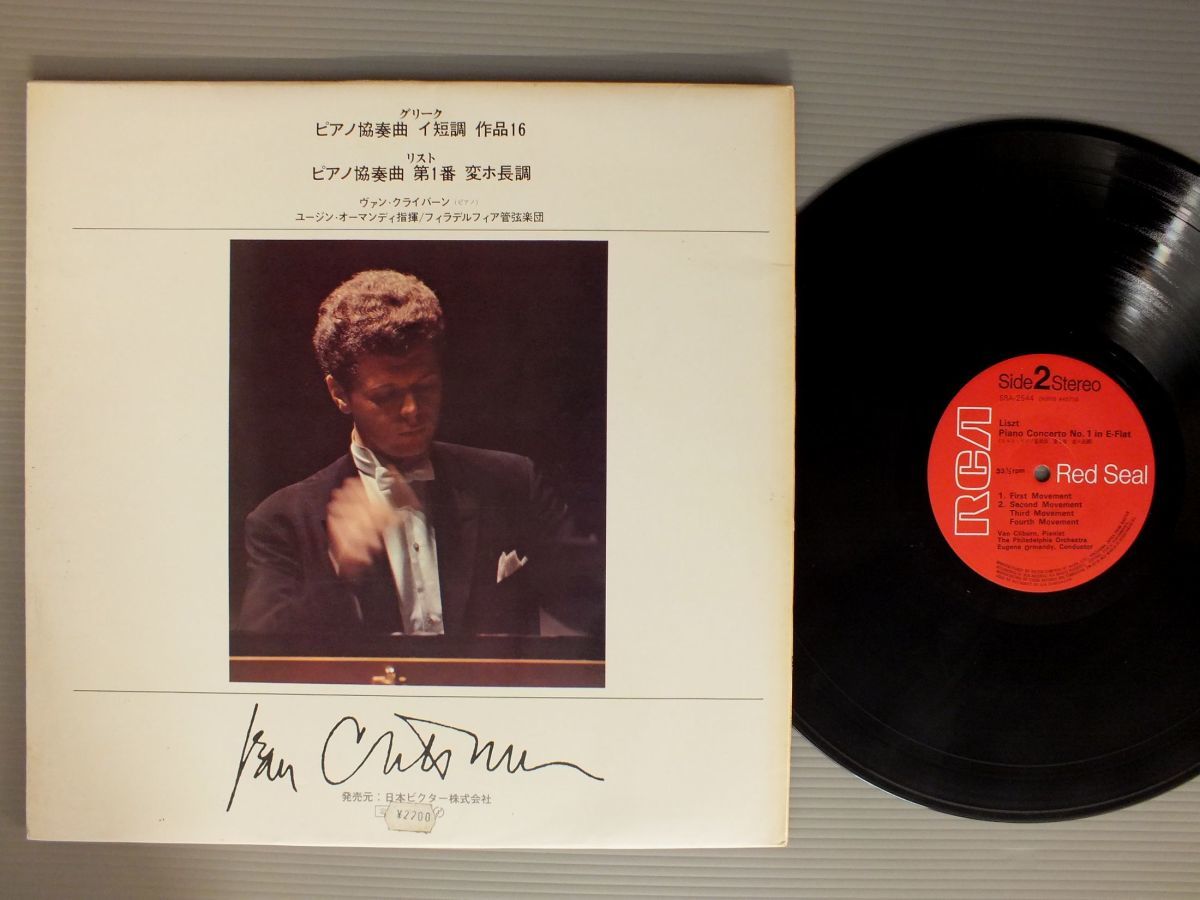 グリーク
ピアノ協奏曲 イ短調 作品16
リスト
ピアノ協奏曲 第1番 変ホ長調
ヴァン・クライバーン (ピアノ)
ユージン・オーマンディ指揮/フィラデルフィア管弦楽団
Van Cliburn
発売元:日本ビクター株式会社
¥2200
Side 2 Stereo
SRA-2544
Liszt
Piano Concerto No. 1 in E-Flat
33⅓ rpm
RCA Red Seal
1. First Movement
2. Second Movement
Third Movement
Fourth Movement
Van Cliburn, Pianist
The Philadelphia Orchestra
Eugene Ormandy, Conductor